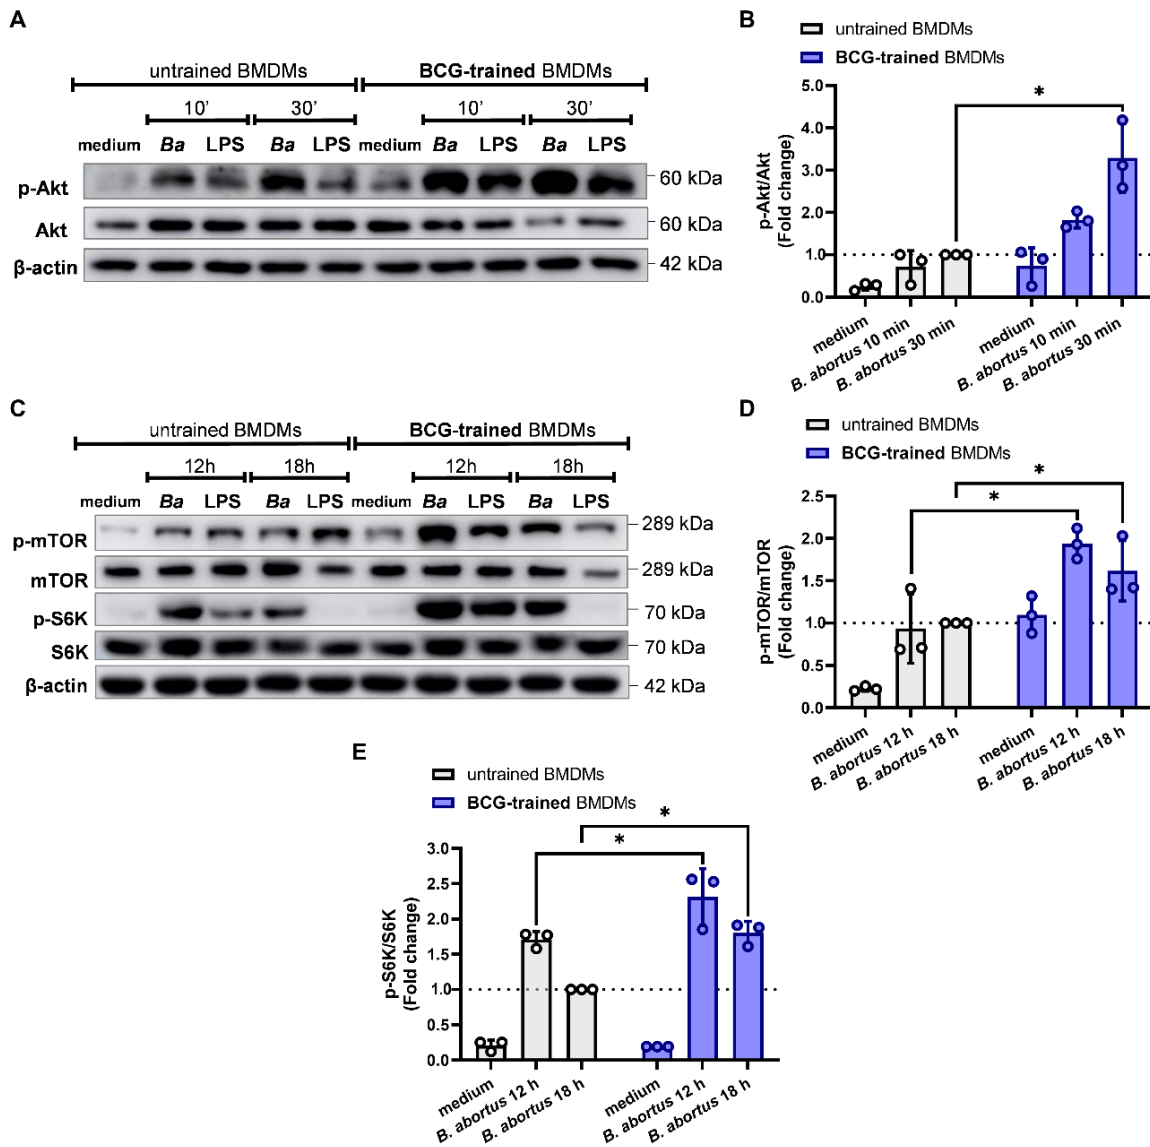 A
untrained BMDMs BCG-trained BMDMs
10' 30' 10' 30'
medium Ba LPS Ba LPS medium Ba LPS Ba LPS
p-Akt 60 kDa
Akt 60 kDa
β-actin 42 kDa
B
untrained BMDMs
BCG-trained BMDMs
*
p-Akt/Akt
(Fold change)
5.0
4.0
3.0
2.0
1.0
0.0
medium
B. abortus 10 min
B. abortus 30 min
medium
B. abortus 10 min
B. abortus 30 min
C
untrained BMDMs BCG-trained BMDMs
12h 18h 12h 18h
medium Ba LPS Ba LPS medium Ba LPS Ba LPS
p-mTOR 289 kDa
mTOR 289 kDa
p-S6K 70 kDa
S6K 70 kDa
β-actin 42 kDa
D
untrained BMDMs
BCG-trained BMDMs
*
*
p-mTOR/mTOR
(Fold change)
2.5
2.0
1.5
1.0
0.5
0.0
medium
B. abortus 12 h
B. abortus 18 h
medium
B. abortus 12 h
B. abortus 18 h
E
untrained BMDMs
BCG-trained BMDMs
*
*
p-S6K/S6K
(Fold change)
3.0
2.5
2.0
1.5
1.0
0.5
0.0
medium
B. abortus 12 h
B. abortus 18 h
medium
B. abortus 12 h
B. abortus 18 h